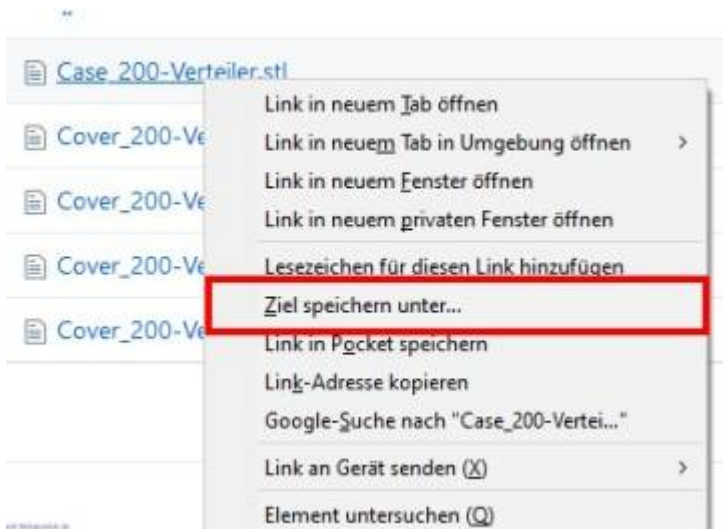 ..
Case_200-Verteiler.stl
Cover_200-Ve
Cover_200-Ve
Cover_200-Ve
Cover_200-Ve
Link in neuem Tab öffnen
Link in neuem Tab in Umgebung öffnen >
Link in neuem Fenster öffnen
Link in neuem privaten Fenster öffnen
Lesezeichen für diesen Link hinzufügen
Ziel speichern unter...
Link in Pocket speichern
Link-Adresse kopieren
Google-Suche nach "Case_200-Vertei..."
Link an Gerät senden (X) >
Element untersuchen (Q)